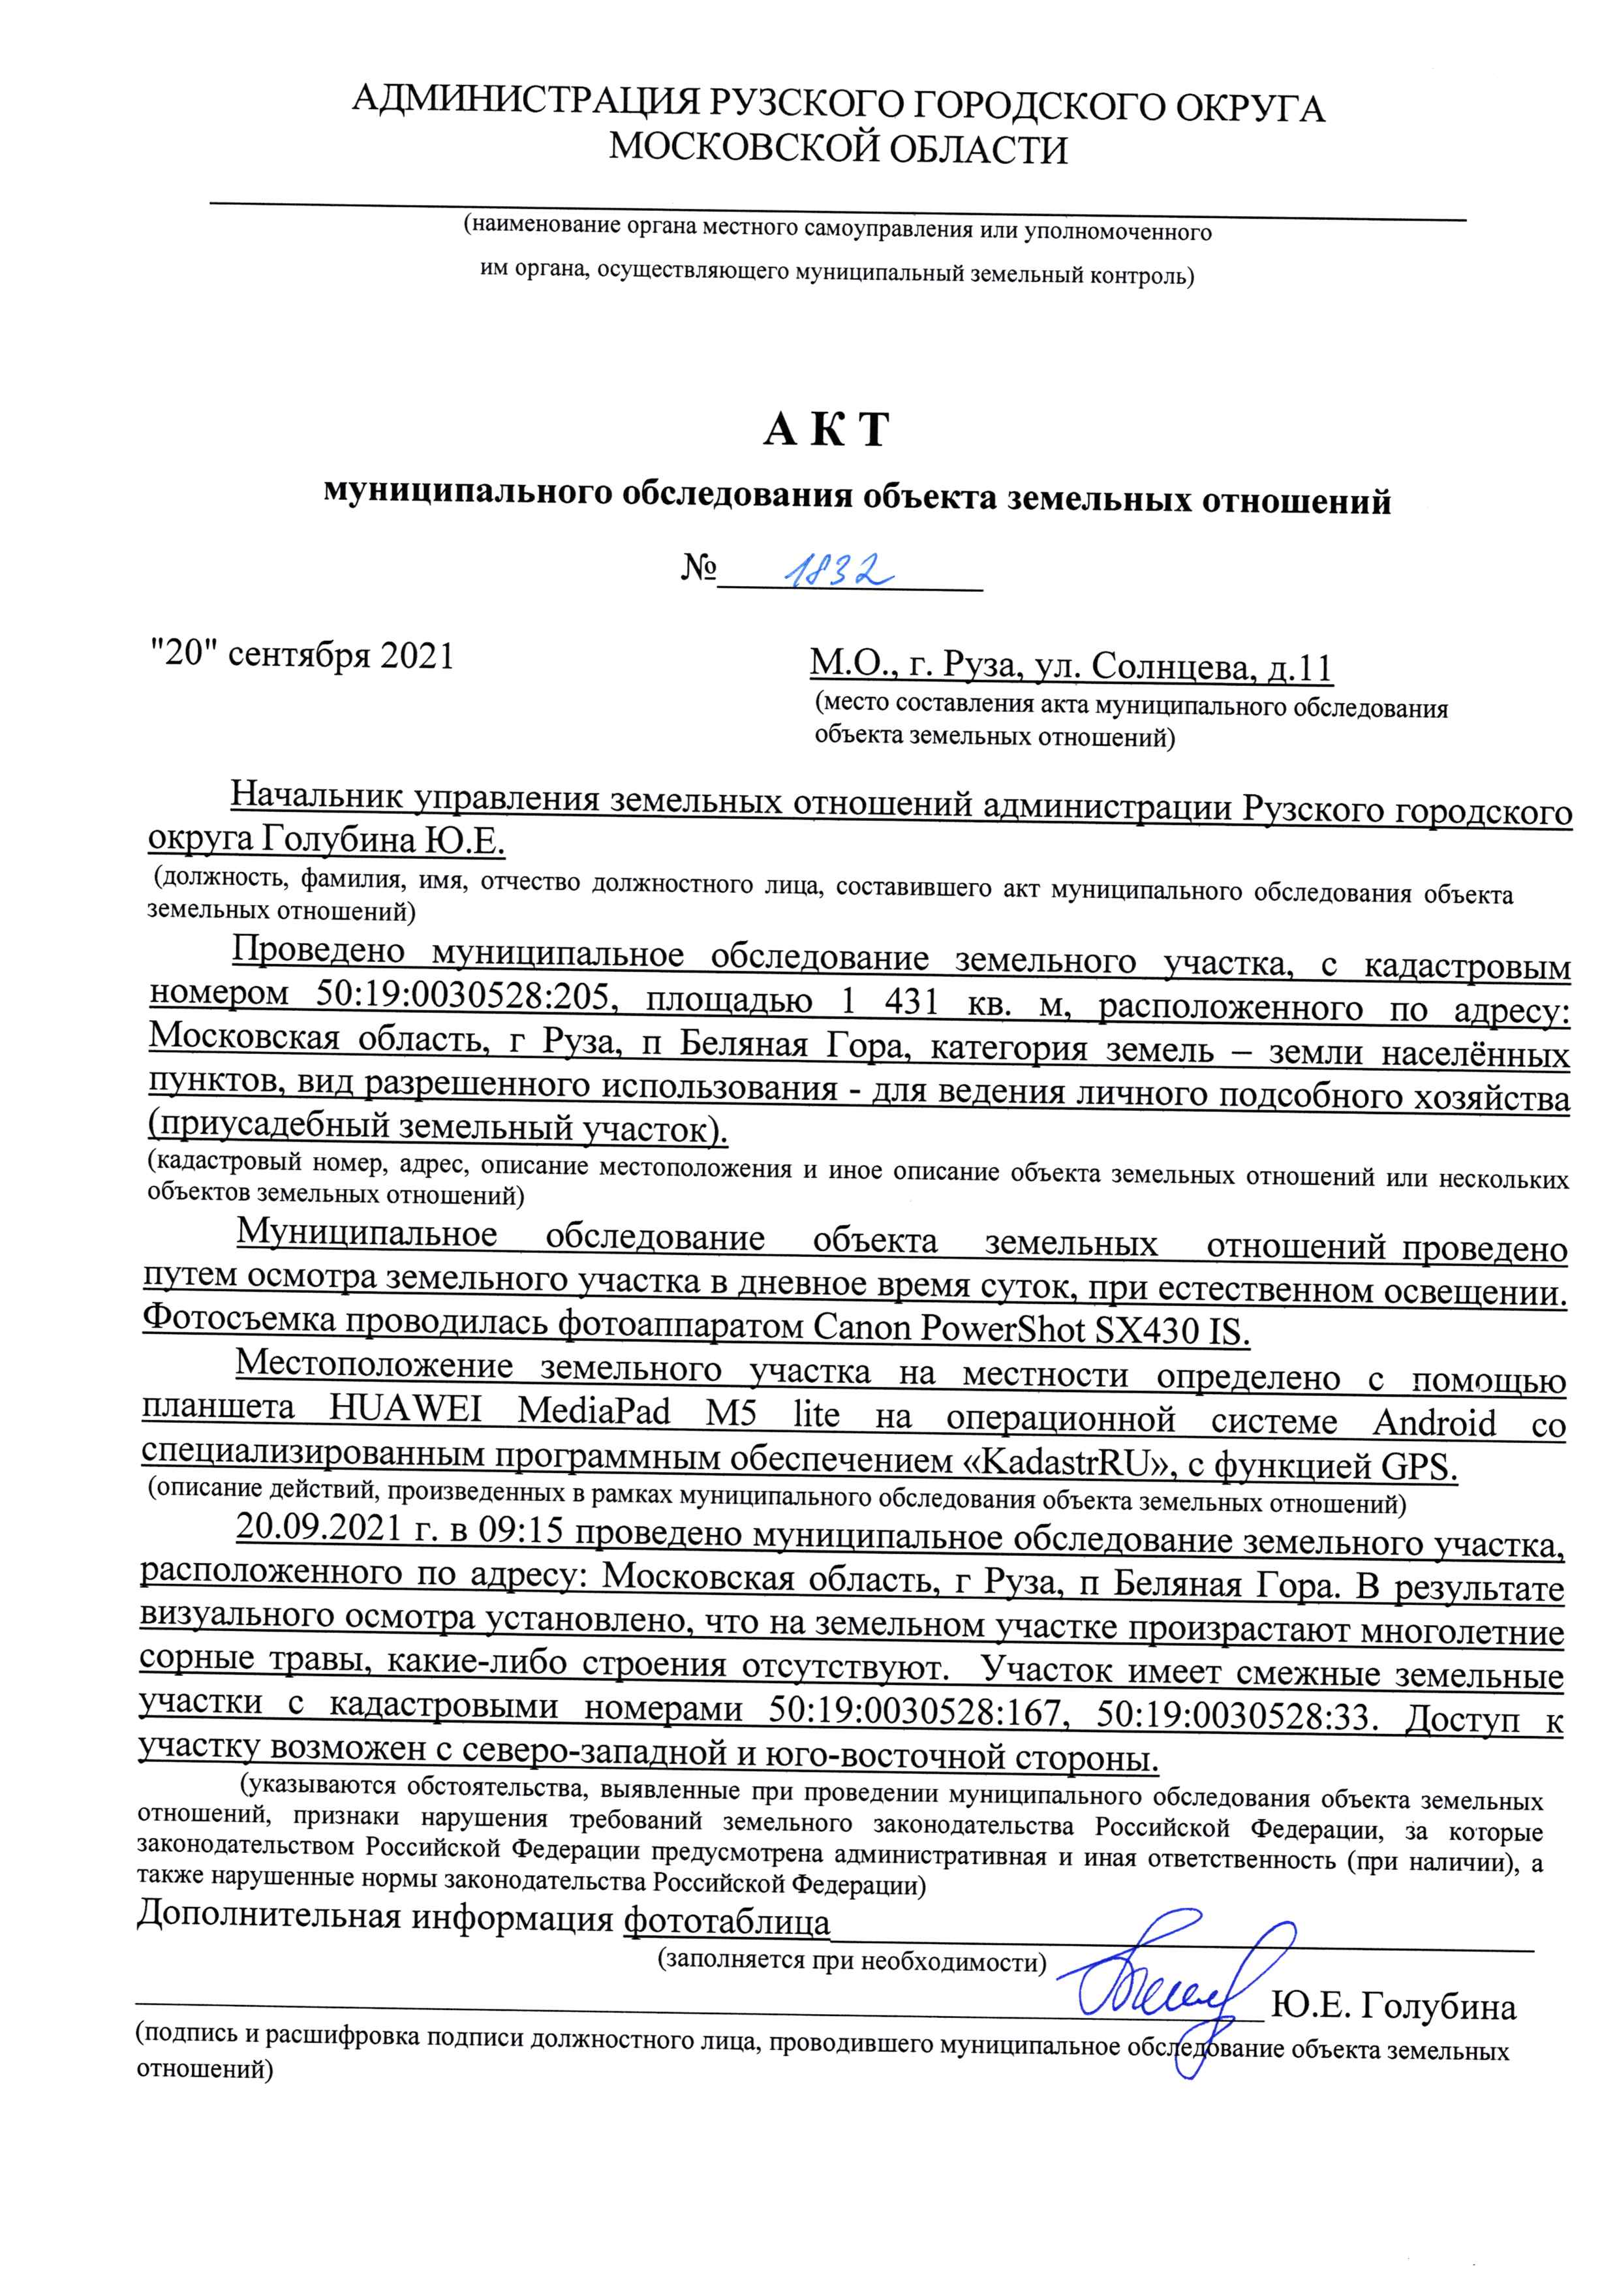 АДМИНИСТРАЦИЯ РУЗСКОГО ГОРОДСКОГО ОКРУГА
МОСКОВСКОЙ ОБЛАСТИ
(наименование органа местного самоуправления или уполномоченного
им органа, осуществляющего муниципальный земельный контроль)
А К Т
муниципального обследования объекта земельных отношений
№ 1832
"20" сентября 2021
М.О., г. Руза, ул. Солнцева, д.11
(место составления акта муниципального обследования
объекта земельных отношений)
Начальник управления земельных отношений администрации Рузского городского
округа Голубина Ю.Е.
(должность, фамилия, имя, отчество должностного лица, составившего акт муниципального обследования объекта
земельных отношений)
Проведено муниципальное обследование земельного участка, с кадастровым
номером 50:19:0030528:205, площадью 1 431 кв. м, расположенного по адресу:
Московская область, г Руза, п Беляная Гора, категория земель – земли населённых
пунктов, вид разрешенного использования - для ведения личного подсобного хозяйства
(приусадебный земельный участок).
(кадастровый номер, адрес, описание местоположения и иное описание объекта земельных отношений или нескольких
объектов земельных отношений)
Муниципальное обследование объекта земельных отношений проведено
путем осмотра земельного участка в дневное время суток, при естественном освещении.
Фотосъемка проводилась фотоаппаратом Canon PowerShot SX430 IS.
Местоположение земельного участка на местности определено с помощью
планшета HUAWEI MediaPad M5 lite на операционной системе Android со
специализированным программным обеспечением «KadastrRU», с функцией GPS.
(описание действий, произведенных в рамках муниципального обследования объекта земельных отношений)
20.09.2021 г. в 09:15 проведено муниципальное обследование земельного участка,
расположенного по адресу: Московская область, г Руза, п Беляная Гора. В результате
визуального осмотра установлено, что на земельном участке произрастают многолетние
сорные травы, какие-либо строения отсутствуют. Участок имеет смежные земельные
участки с кадастровыми номерами 50:19:0030528:167, 50:19:0030528:33. Доступ к
участку возможен с северо-западной и юго-восточной стороны.
(указываются обстоятельства, выявленные при проведении муниципального обследования объекта земельных
отношений, признаки нарушения требований земельного законодательства Российской Федерации, за которые
законодательством Российской Федерации предусмотрена административная и иная ответственность (при наличии), а
также нарушенные нормы законодательства Российской Федерации)
Дополнительная информация фототаблица
(заполняется при необходимости)
Ю.Е. Голубина
(подпись и расшифровка подписи должностного лица, проводившего муниципальное обследование объекта земельных
отношений)